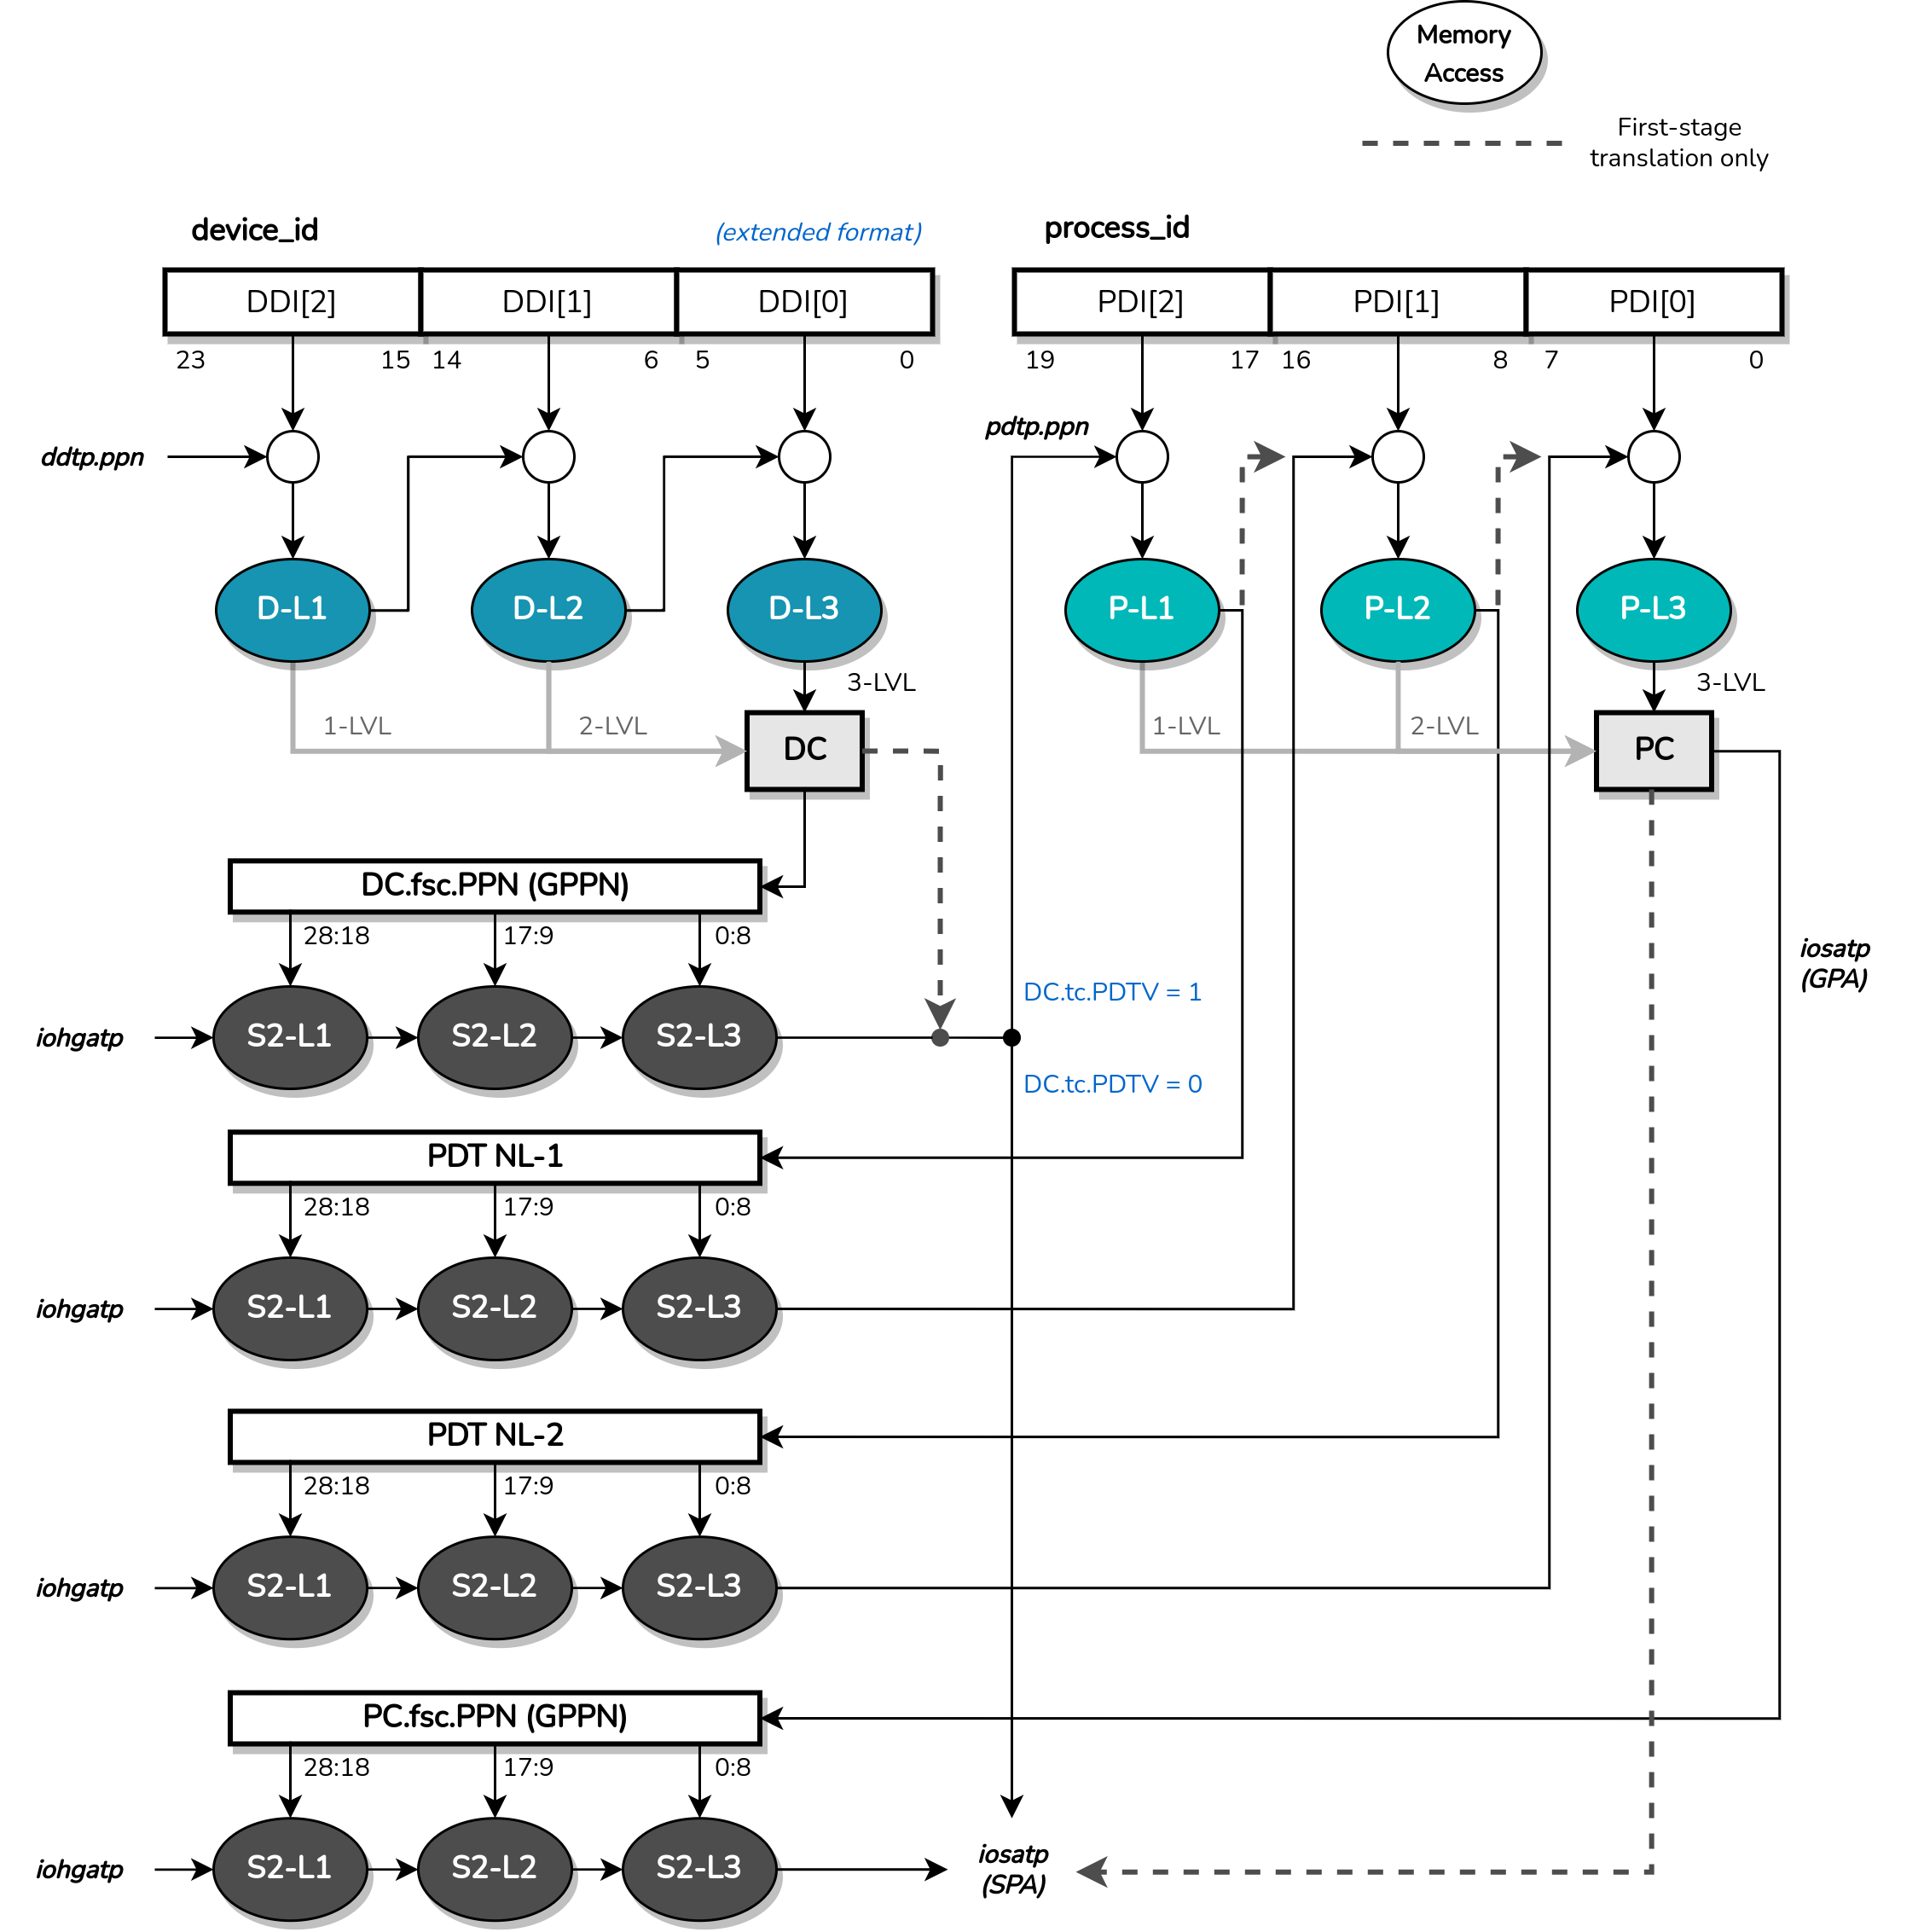 Memory
Access
First-stage
translation only
device_id
(extended format)
process_id
DDI[2]
DDI[1]
DDI[0]
PDI[2]
PDI[1]
PDI[0]
23
15
14
6
5
0
19
17
16
8
7
0
ddtp.ppn
pdtp.ppn
D-L1
D-L2
D-L3
P-L1
P-L2
P-L3
3-LVL
3-LVL
1-LVL
2-LVL
DC
1-LVL
2-LVL
PC
DC.fsc.PPN (GPPN)
28:18
17:9
0:8
iosatp
(GPA)
DC.tc.PDTV = 1
iohgatp
S2-L1
S2-L2
S2-L3
DC.tc.PDTV = 0
PDT NL-1
28:18
17:9
0:8
iohgatp
S2-L1
S2-L2
S2-L3
PDT NL-2
28:18
17:9
0:8
iohgatp
S2-L1
S2-L2
S2-L3
PC.fsc.PPN (GPPN)
28:18
17:9
0:8
iohgatp
S2-L1
S2-L2
S2-L3
iosatp
(SPA)